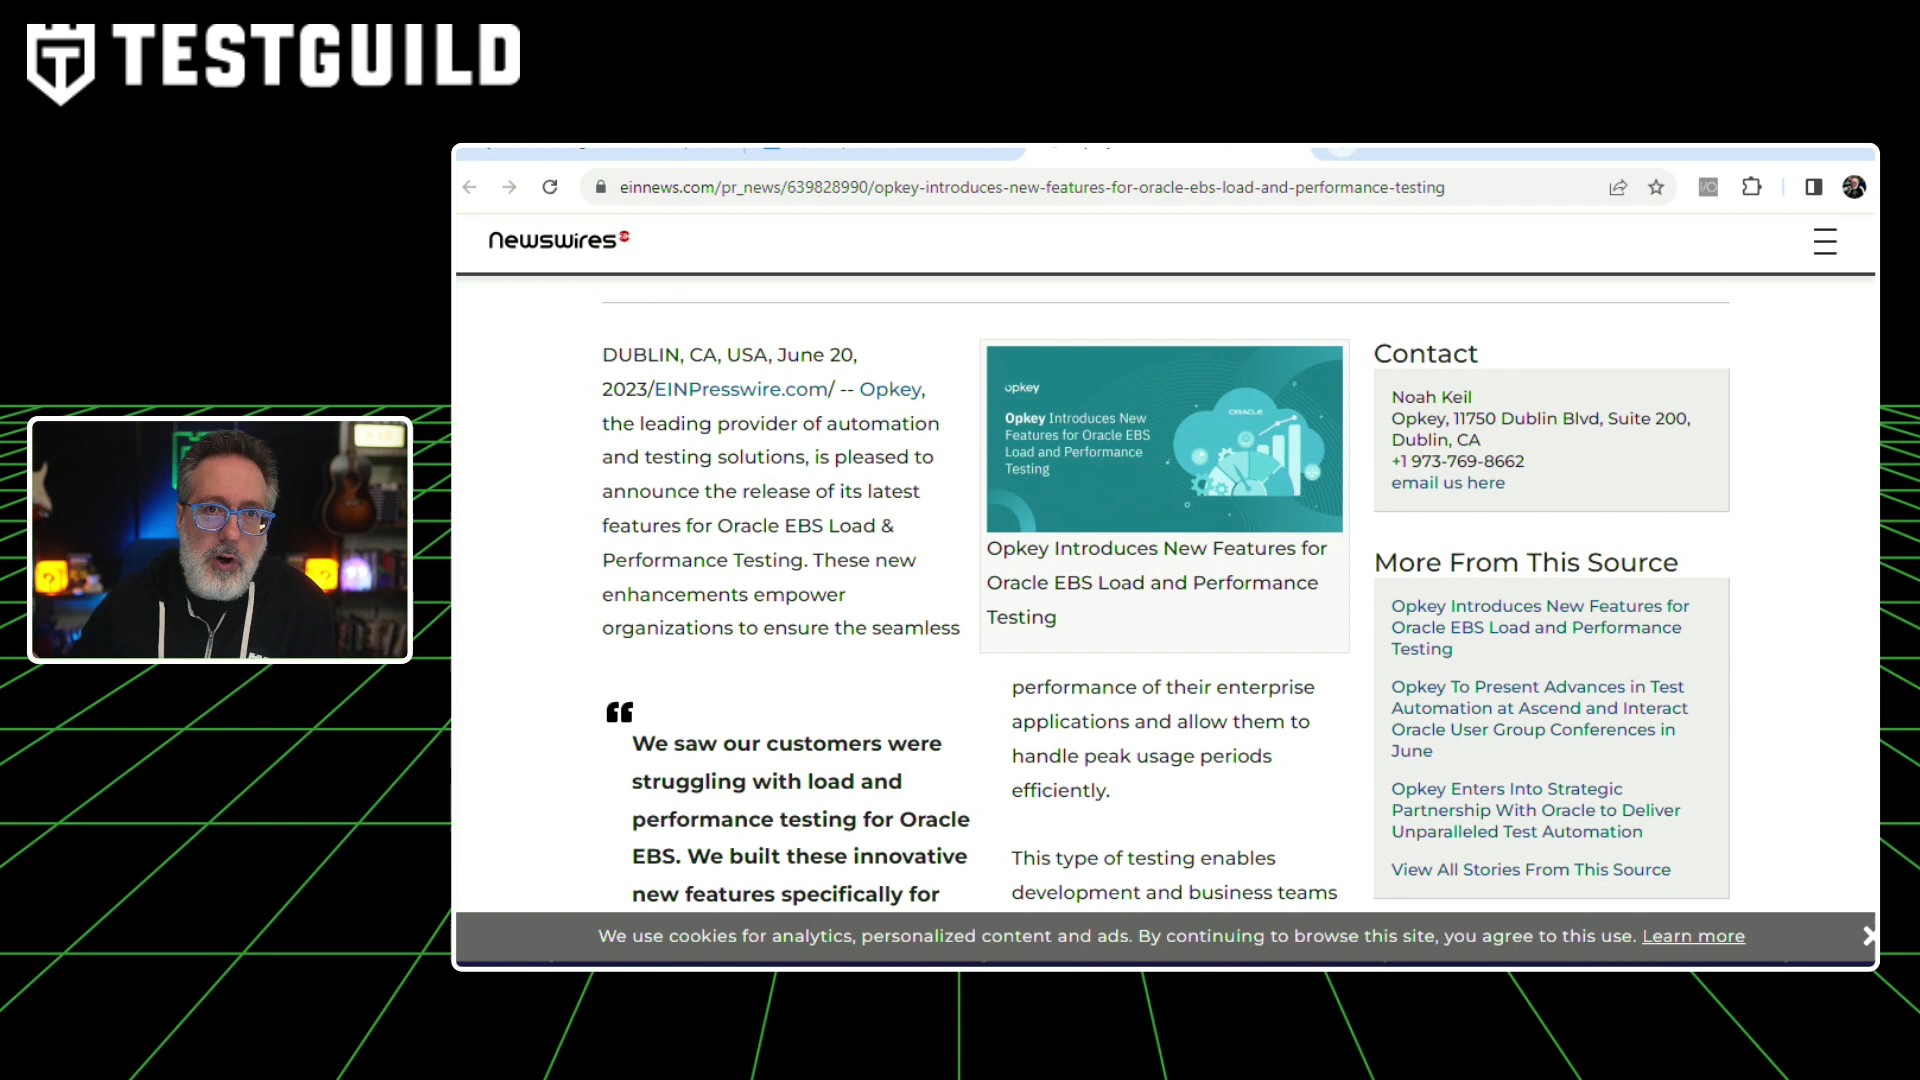 TESTGUILD
einnews.com/pr_news/639828990/opkey-introduces-new-features-for-oracle-ebs-load-and-performance-testing
Newswires
DUBLIN, CA, USA, June 20,
2023/EINPresswire.com/ -- Opkey,
the leading provider of automation
and testing solutions, is pleased to
announce the release of its latest
features for Oracle EBS Load &
Performance Testing. These new
enhancements empower
organizations to ensure the seamless
opkey
Opkey Introduces New
Features for Oracle EBS
Load and Performance
Testing
ORACLE
Opkey Introduces New Features for
Oracle EBS Load and Performance
Testing
performance of their enterprise
applications and allow them to
handle peak usage periods
efficiently.
“
We saw our customers were
struggling with load and
performance testing for Oracle
EBS. We built these innovative
new features specifically for
This type of testing enables
development and business teams
Contact
Noah Keil
Opkey, 11750 Dublin Blvd, Suite 200,
Dublin, CA
+1 973-769-8662
email us here
More From This Source
Opkey Introduces New Features for
Oracle EBS Load and Performance
Testing
Opkey To Present Advances in Test
Automation at Ascend and Interact
Oracle User Group Conferences in
June
Opkey Enters Into Strategic
Partnership With Oracle to Deliver
Unparalleled Test Automation
View All Stories From This Source
We use cookies for analytics, personalized content and ads. By continuing to browse this site, you agree to this use. Learn more